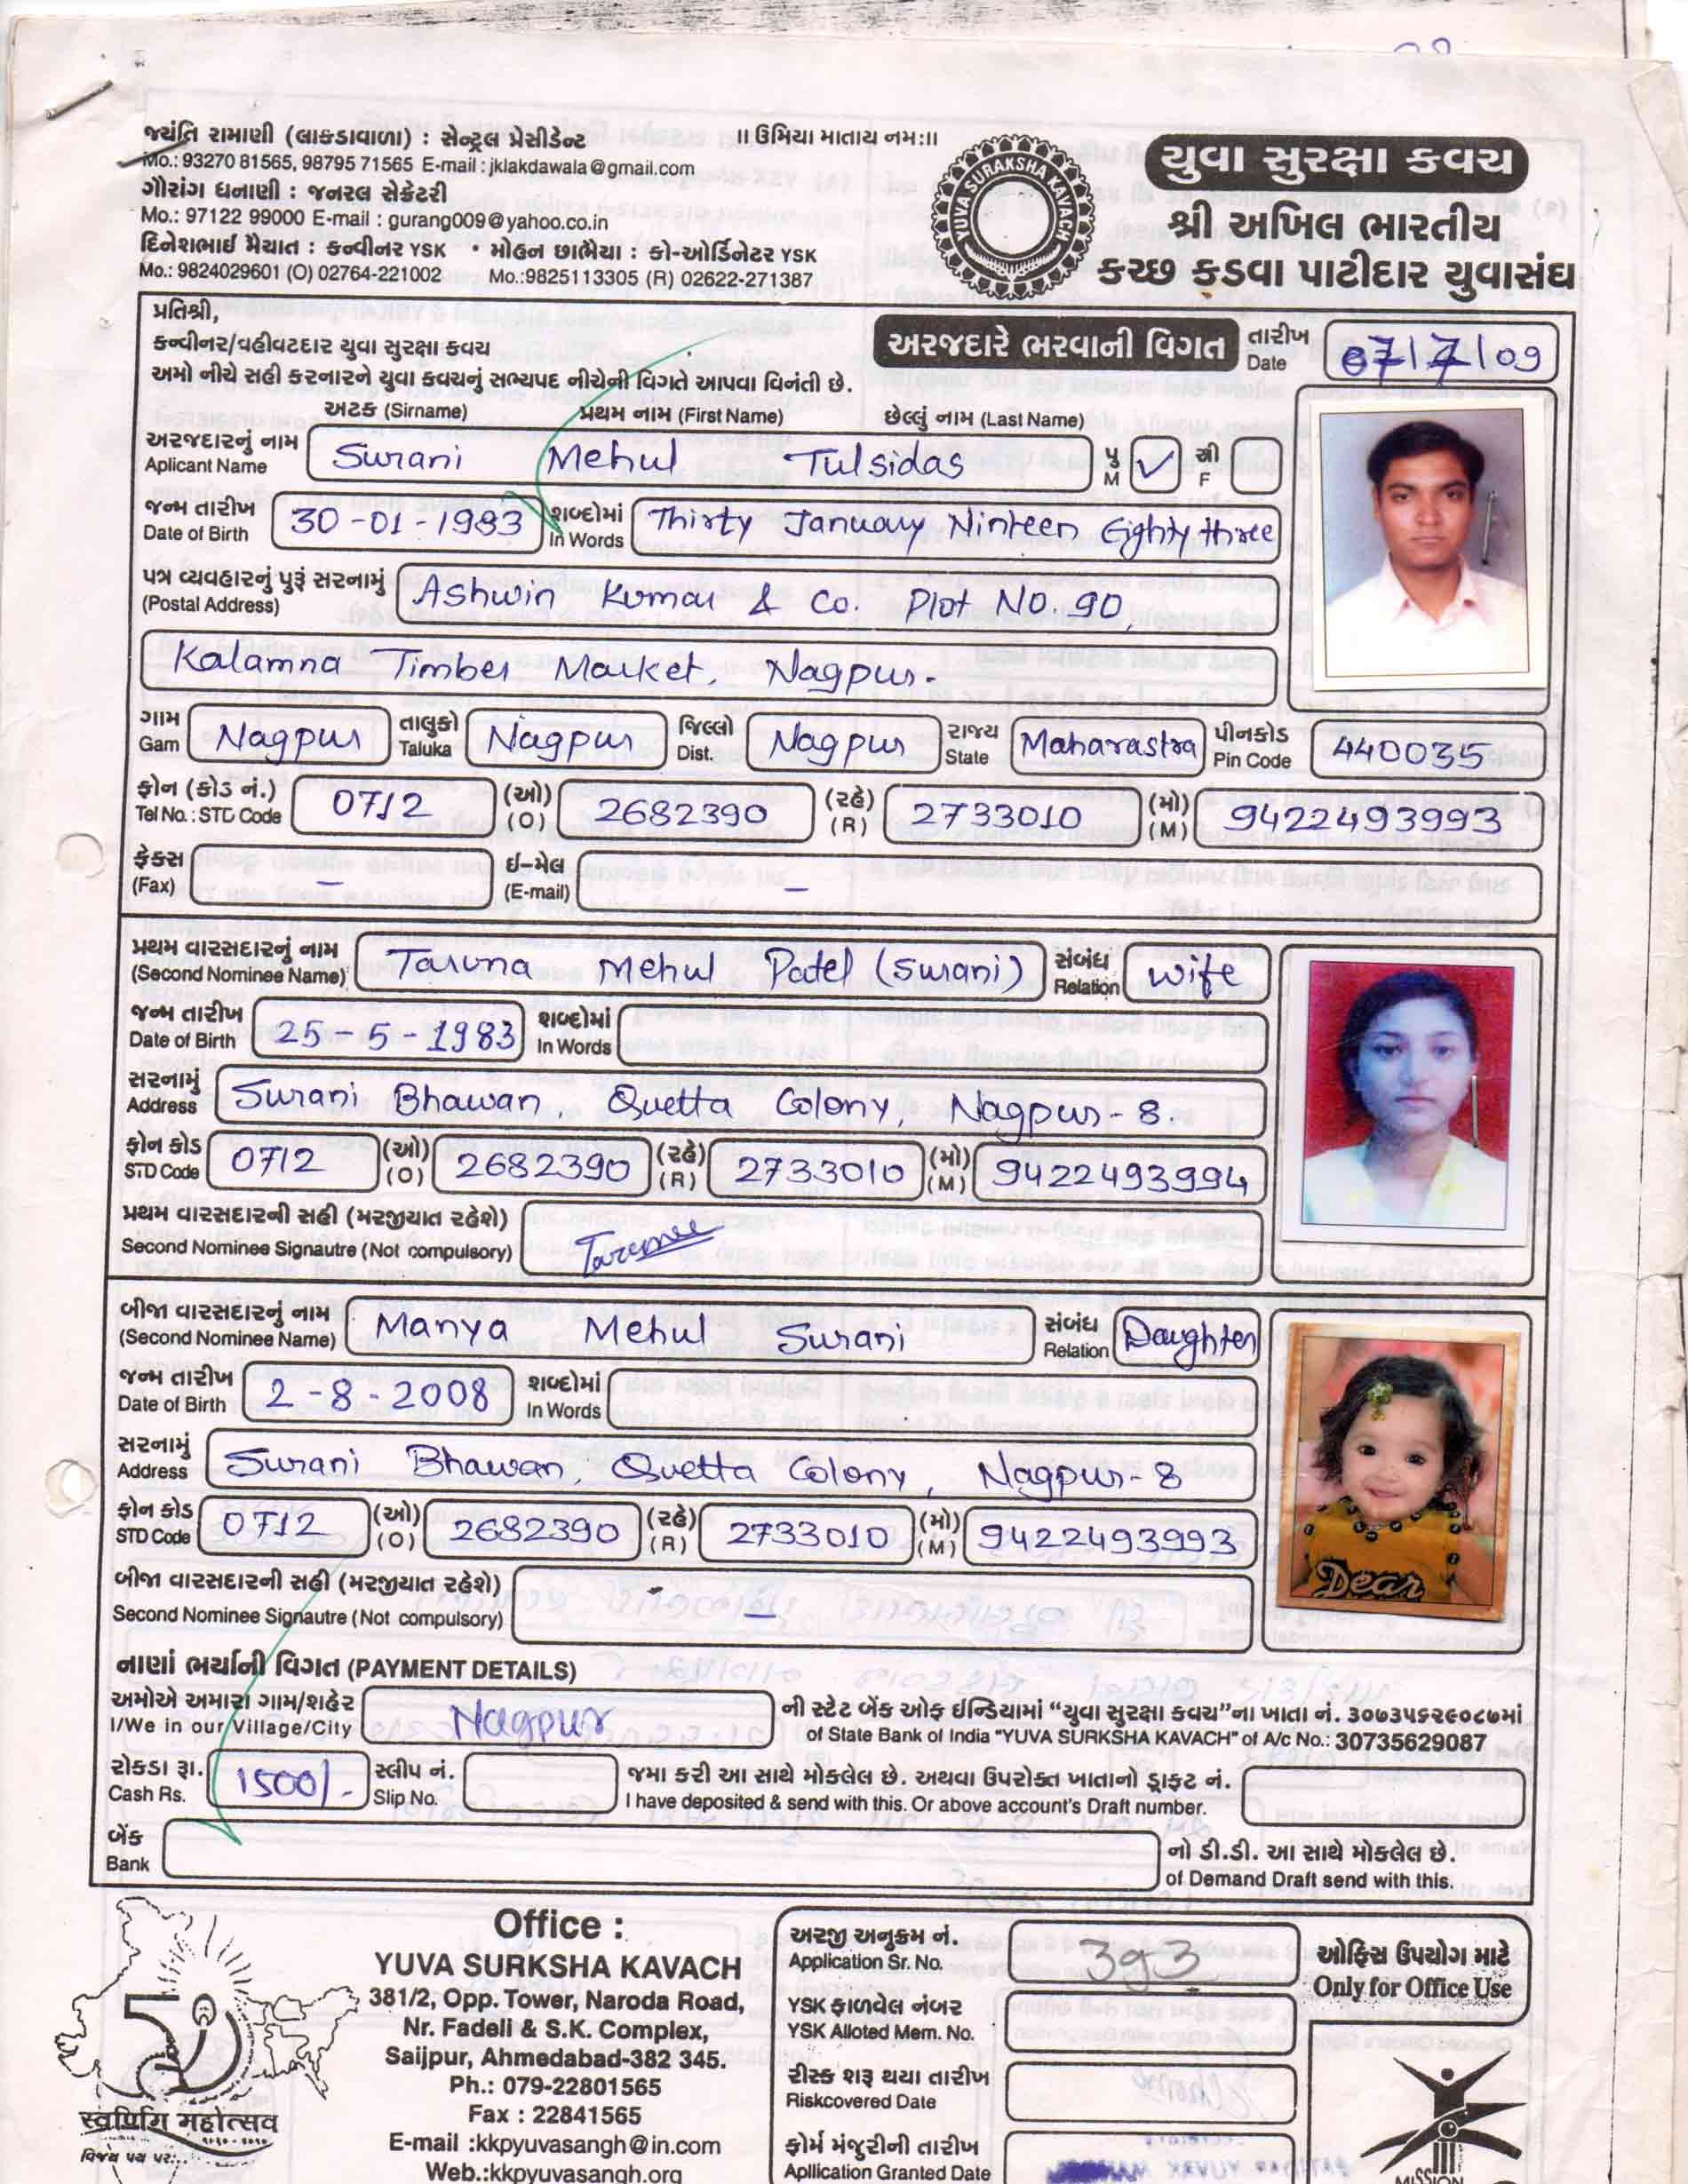 જયંતિ રામાણી (લાકડાવાળા) : સેન્ટ્રલ પ્રેસીડેન્ટ
Mo.: 93270 81565, 98795 71565 E-mail : jklakdawala@gmail.com
ગૌરાંગ ધનાણી : જનરલ સેક્રેટરી
Mo.: 97122 99000 E-mail : gurang009@yahoo.co.in
દિનેશભાઈ મૈયાત : કન્વીનર YSK • મોહન છાભૈયા : કો-ઓર્ડિનેટર YSK
Mo.: 9824029601 (O) 02764-221002 Mo.:9825113305 (R) 02622-271387
॥ ઉમિયા માતાય નમઃ॥
YUVA SURAKSHA KAVACH
યુવા સુરક્ષા કવચ
શ્રી અખિલ ભારતીય
કચ્છ કડવા પાટીદાર યુવાસંઘ
પ્રતિશ્રી,
કન્વીનર/વહીવટદાર યુવા સુરક્ષા કવચ
અરજદારે ભરવાની વિગત તારીખ Date 07/7/09
અમો નીચે સહી કરનારને યુવા કવચનું સભ્યપદ નીચેની વિગતે આપવા વિનંતી છે.
અટક (Sirname) પ્રથમ નામ (First Name) છેલ્લું નામ (Last Name)
અરજદારનું નામ Aplicant Name Surani Mehul Tulsidas પુ M ✓ સ્ત્રી F
જન્મ તારીખ Date of Birth 30-01-1983 શબ્દોમાં In Words Thirty January Ninteen Eighty three
પત્ર વ્યવહારનું પુરૂં સરનામું (Postal Address) Ashwin Kumar & Co. Plot No. 90,
Kalamna Timber Market, Nagpur.
ગામ Gam Nagpur તાલુકો Taluka Nagpur જિલ્લો Dist. Nagpur રાજ્ય State Maharastra પીનકોડ Pin Code 440035
ફોન (કોડ નં.) Tel No.: STD Code 0712 (ઓ) (O) 2682390 (રહે) (R) 2733010 (મો) (M) 9422493993
ફેક્સ (Fax) – ઈ-મેલ (E-mail) –
પ્રથમ વારસદારનું નામ (Second Nominee Name) Taruna Mehul Patel (Surani) સંબંધ Relation wife
જન્મ તારીખ Date of Birth 25-5-1983 શબ્દોમાં In Words
સરનામું Address Surani Bhawan, Quetta Colony, Nagpur-8.
ફોન કોડ STD Code 0712 (ઓ) (O) 2682390 (રહે) (R) 2733010 (મો) (M) 9422493994
પ્રથમ વારસદારની સહી (મરજીયાત રહેશે)
Second Nominee Signautre (Not compulsory)
બીજા વારસદારનું નામ (Second Nominee Name) Manya Mehul Surani સંબંધ Relation Daughter
જન્મ તારીખ Date of Birth 2-8-2008 શબ્દોમાં In Words
સરનામું Address Surani Bhawan, Quetta Colony, Nagpur-8
ફોન કોડ STD Code 0712 (ઓ) (O) 2682390 (રહે) (R) 2733010 (મો) (M) 9422493993
Dear
બીજા વારસદારની સહી (મરજીયાત રહેશે)
Second Nominee Signautre (Not compulsory) –
નાણાં ભર્યાની વિગત (PAYMENT DETAILS)
અમોએ અમારા ગામ/શહેર Nagpur ની સ્ટેટ બેંક ઓફ ઈન્ડિયામાં “યુવા સુરક્ષા કવચ”ના ખાતા નં. ૩૦૭૩૫૬૨૯૦૮૭માં
I/We in our Village/City of State Bank of India "YUVA SURKSHA KAVACH" of A/c No.: 30735629087
રોકડા રૂા. 1500/- સ્લીપ નં. જમા કરી આ સાથે મોકલેલ છે. અથવા ઉપરોક્ત ખાતાનો ડ્રાફ્ટ નં.
Cash Rs. Slip No. I have deposited & send with this. Or above account's Draft number.
બેંક નો ડી.ડી. આ સાથે મોકલેલ છે.
Bank of Demand Draft send with this.
50
स्वर्णिम महोत्सव
Office :
YUVA SURKSHA KAVACH
381/2, Opp. Tower, Naroda Road,
Nr. Fadeli & S.K. Complex,
Saijpur, Ahmedabad-382 345.
Ph.: 079-22801565
Fax : 22841565
E-mail :kkpyuvasangh@in.com
Web.:kkpyuvasangh.org
અરજી અનુક્રમ નં. Application Sr. No. 393
ઓફિસ ઉપયોગ માટે
Only for Office Use
YSK ફાળવેલ નંબર
YSK Alloted Mem. No.
રીસ્ક શરૂ થયા તારીખ
Riskcovered Date
ફોર્મ મંજુરીની તારીખ
Apllication Granted Date
MISSION